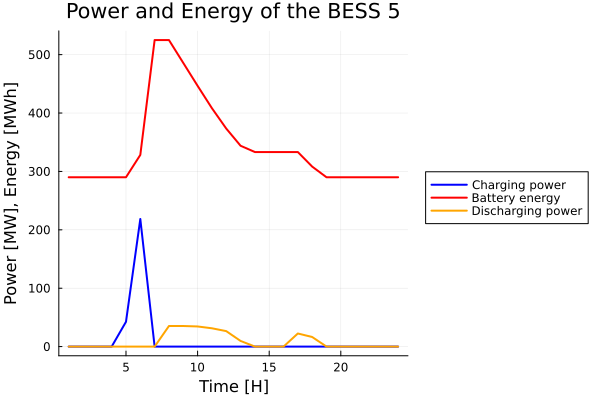 Power and Energy of the BESS 5
Power [MW], Energy [MWh]
500
400
300
200
100
0
5
10
15
20
Time [H]
Charging power
Battery energy
Discharging power